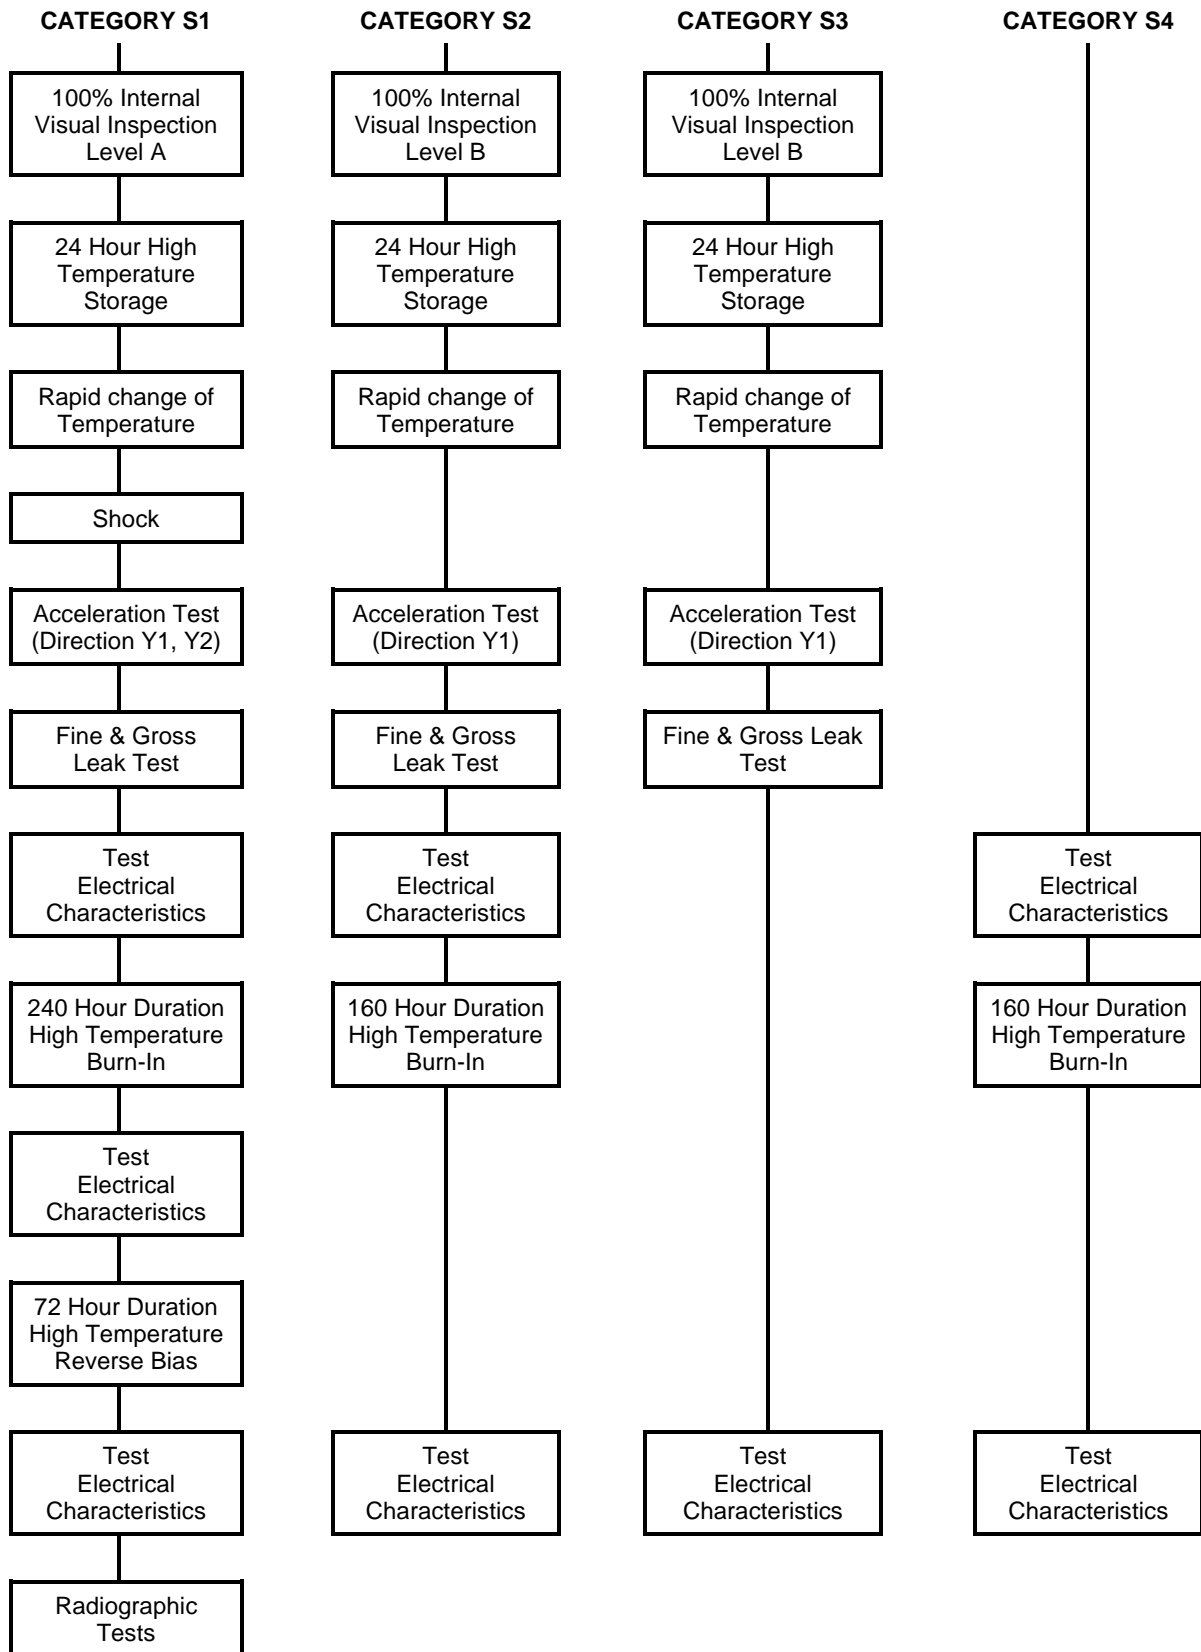 CATEGORY S1
100% Internal
Visual Inspection
Level A
24 Hour High
Temperature
Storage
Rapid change of
Temperature
Shock
Acceleration Test
(Direction Y1, Y2)
Fine & Gross
Leak Test
Test
Electrical
Characteristics
240 Hour Duration
High Temperature
Burn-In
Test
Electrical
Characteristics
72 Hour Duration
High Temperature
Reverse Bias
Test
Electrical
Characteristics
Radiographic
Tests
CATEGORY S2
100% Internal
Visual Inspection
Level B
24 Hour High
Temperature
Storage
Rapid change of
Temperature
Acceleration Test
(Direction Y1)
Fine & Gross
Leak Test
Test
Electrical
Characteristics
160 Hour Duration
High Temperature
Burn-In
Test
Electrical
Characteristics
CATEGORY S3
100% Internal
Visual Inspection
Level B
24 Hour High
Temperature
Storage
Rapid change of
Temperature
Acceleration Test
(Direction Y1)
Fine & Gross Leak
Test
Test
Electrical
Characteristics
CATEGORY S4
Test
Electrical
Characteristics
160 Hour Duration
High Temperature
Burn-In
Test
Electrical
Characteristics